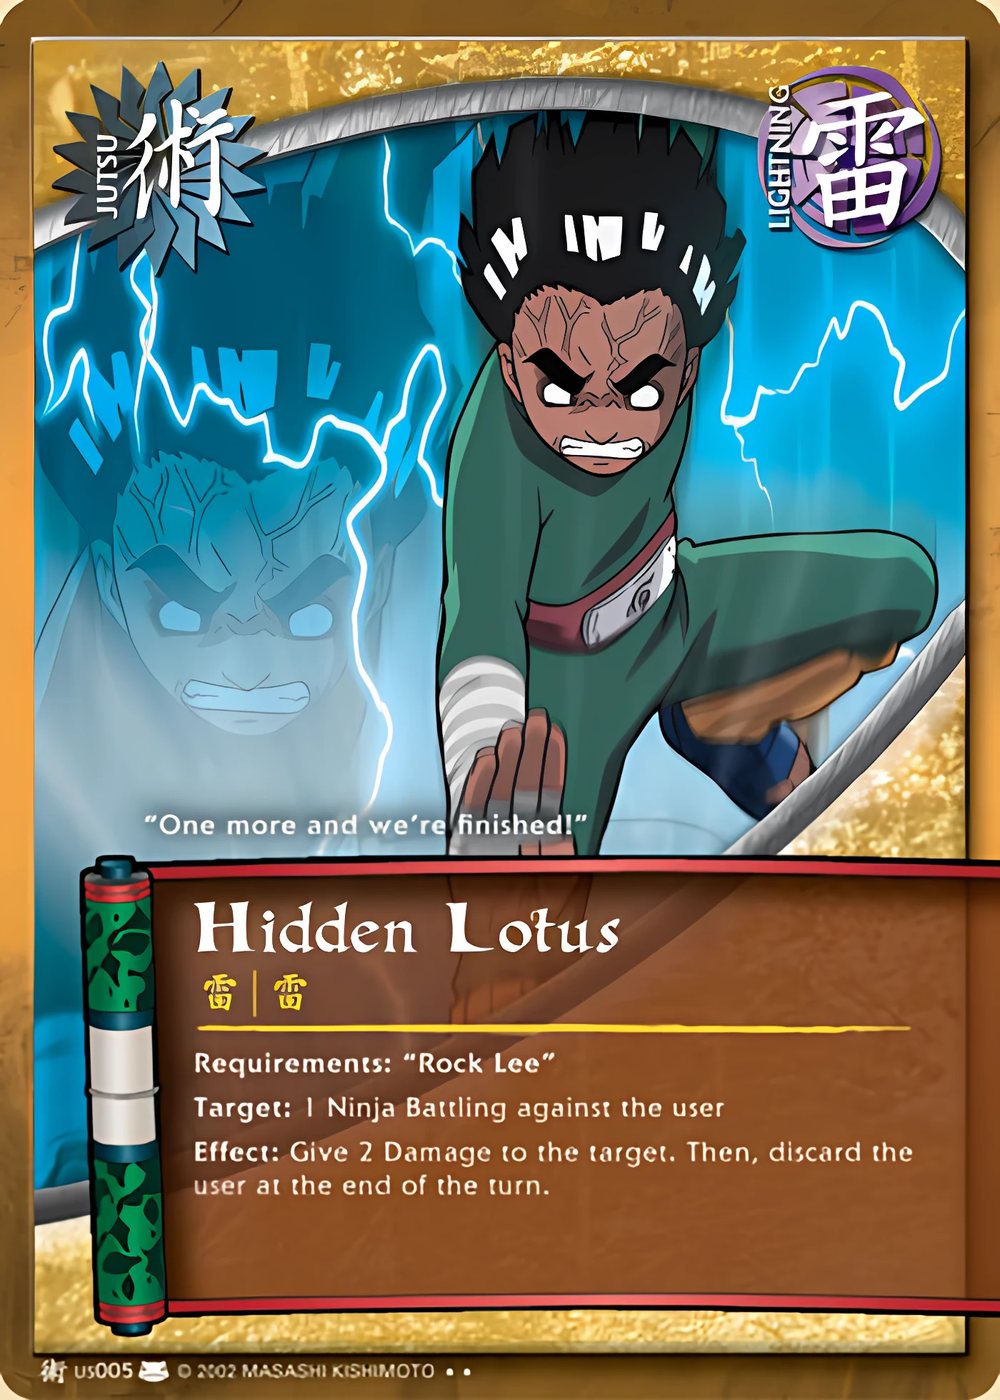 JUTSU
術
LIGHTNING
雷
“One more and we’re finished!”
Hidden Lotus
雷 | 雷
Requirements: “Rock Lee”
Target: 1 Ninja Battling against the user
Effect: Give 2 Damage to the target. Then, discard the
user at the end of the turn.
術 US005 © 2002 MASASHI KISHIMOTO • •